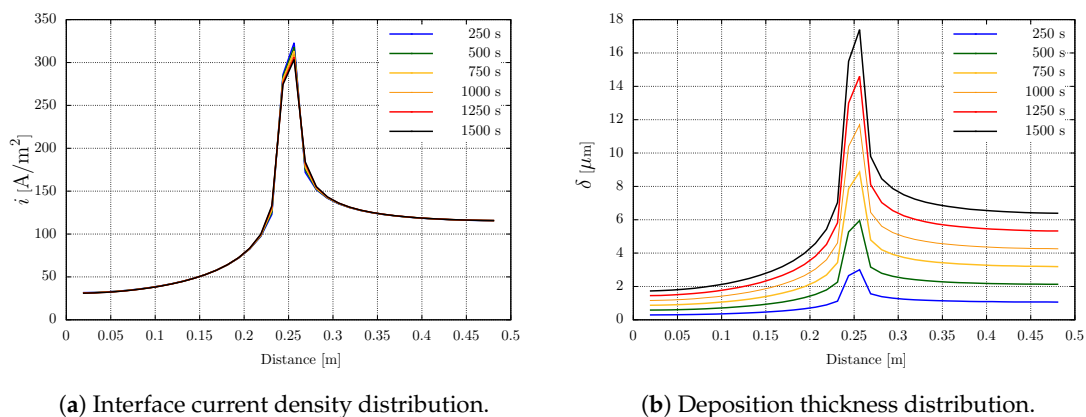 350
300
250
200
150
100
50
0
i [A/m²]
0 0.05 0.1 0.15 0.2 0.25 0.3 0.35 0.4 0.45 0.5
Distance [m]
250 s
500 s
750 s
1000 s
1250 s
1500 s
(a) Interface current density distribution.
18
16
14
12
10
8
6
4
2
0
δ [μm]
0 0.05 0.1 0.15 0.2 0.25 0.3 0.35 0.4 0.45 0.5
Distance [m]
250 s
500 s
750 s
1000 s
1250 s
1500 s
(b) Deposition thickness distribution.